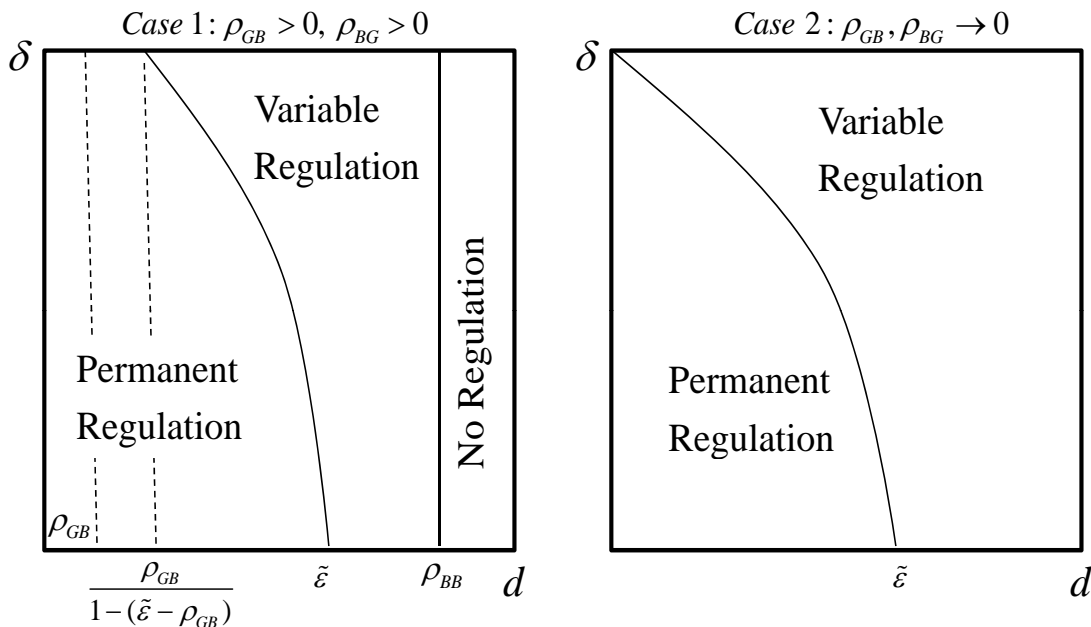 Case 1: ρ_GB > 0, ρ_BG > 0
δ
Variable
Regulation
No Regulation
Permanent
Regulation
ρ_GB
ρ_GB
1−(ε̃−ρ_GB)
ε̃
ρ_BB
d
Case 2: ρ_GB, ρ_BG → 0
δ
Variable
Regulation
Permanent
Regulation
ε̃
d